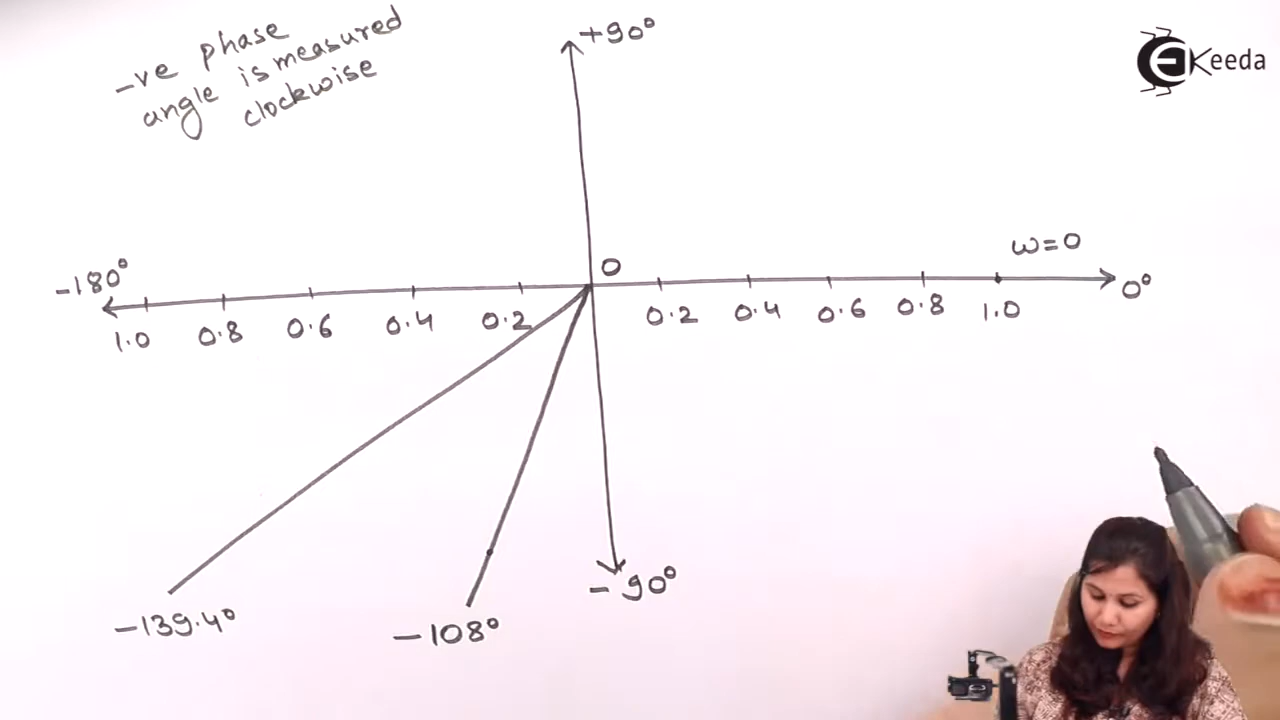 -ve phase
angle is measured
clockwise
+90°
EKeeda
ω=0
0
-180°
0°
1.0 0.8 0.6 0.4 0.2 0.2 0.4 0.6 0.8 1.0
-90°
-139.4°
-108°